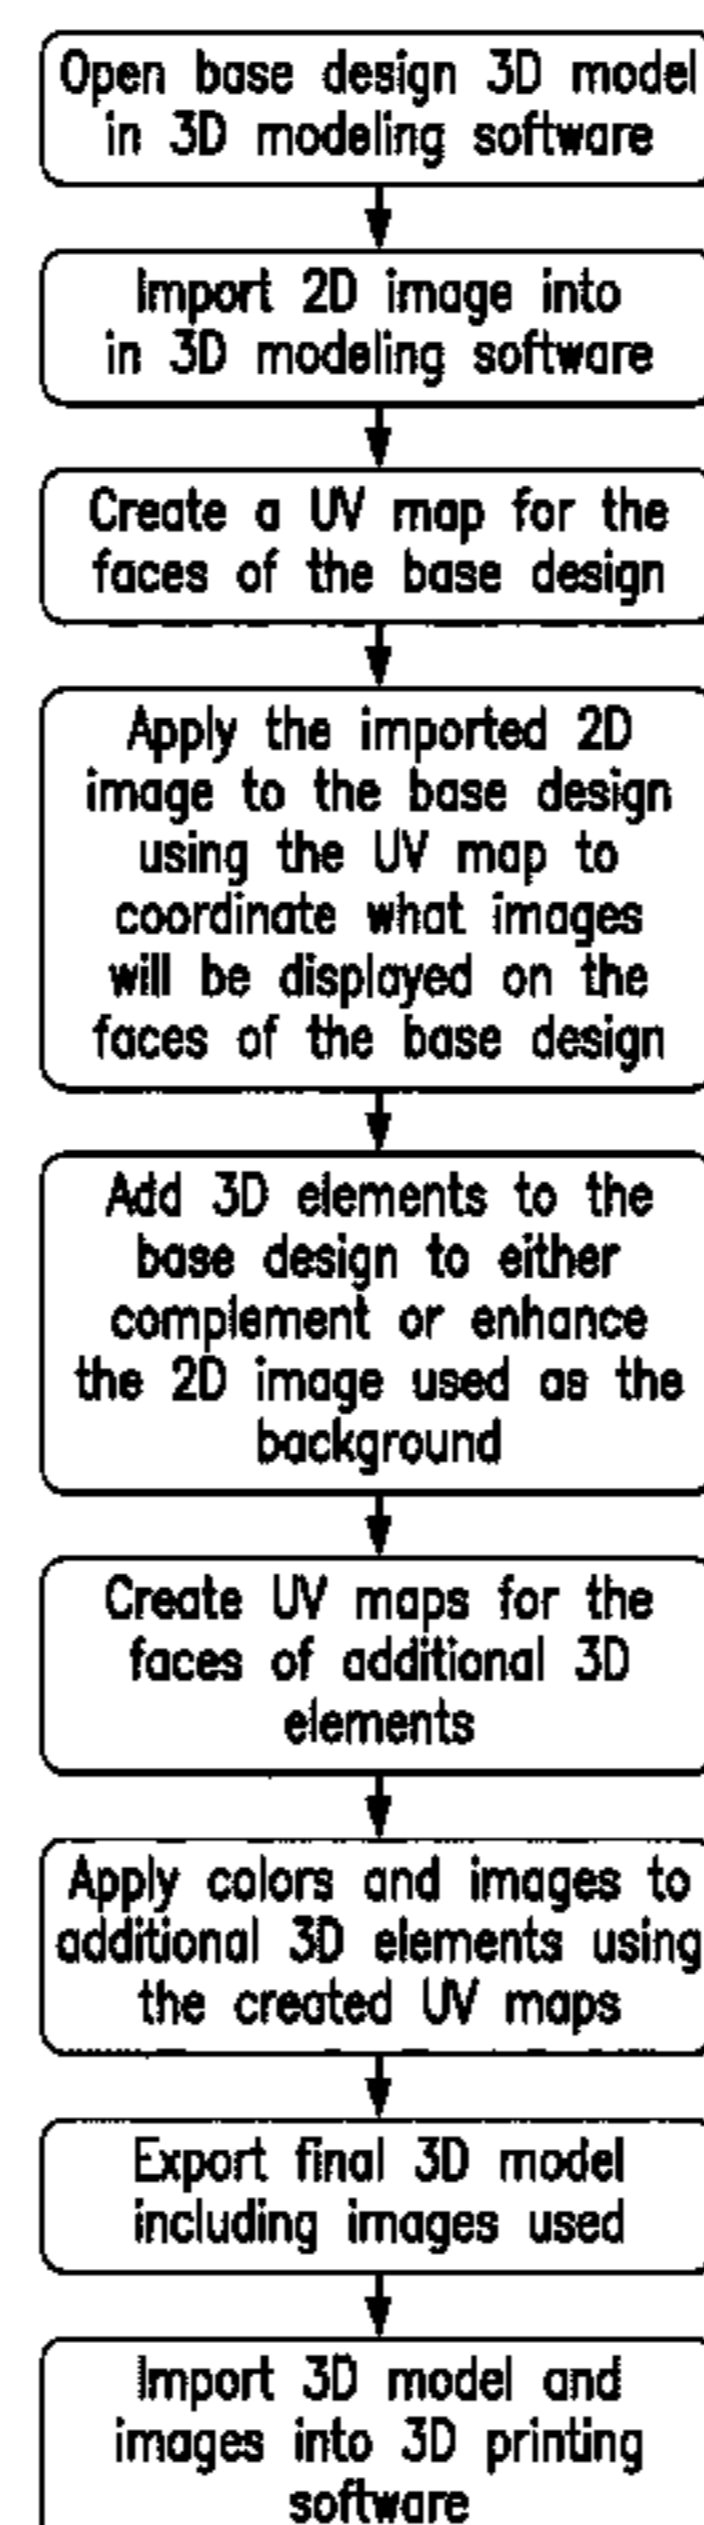 Open base design 3D model
in 3D modeling software
Import 2D image into
in 3D modeling software
Create a UV map for the
faces of the base design
Apply the imported 2D
image to the base design
using the UV map to
coordinate what images
will be displayed on the
faces of the base design
Add 3D elements to the
base design to either
complement or enhance
the 2D image used as the
background
Create UV maps for the
faces of additional 3D
elements
Apply colors and images to
additional 3D elements using
the created UV maps
Export final 3D model
including images used
Import 3D model and
images into 3D printing
software